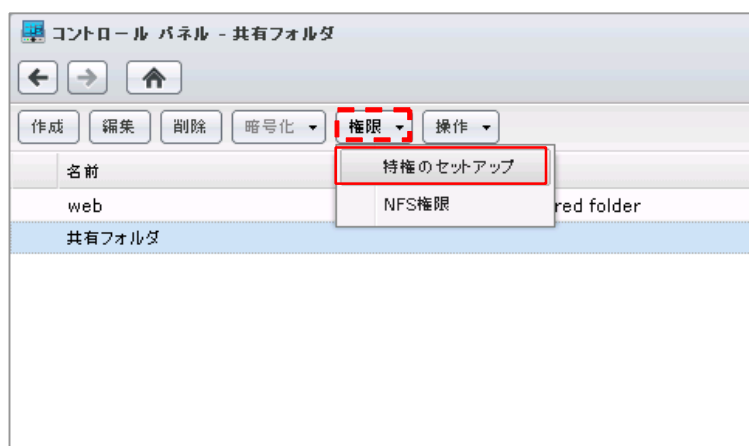 コントロール パネル - 共有フォルダ
作成 編集 削除 暗号化 権限 操作
名前 特権のセットアップ
web NFS権限 red folder
共有フォルダ